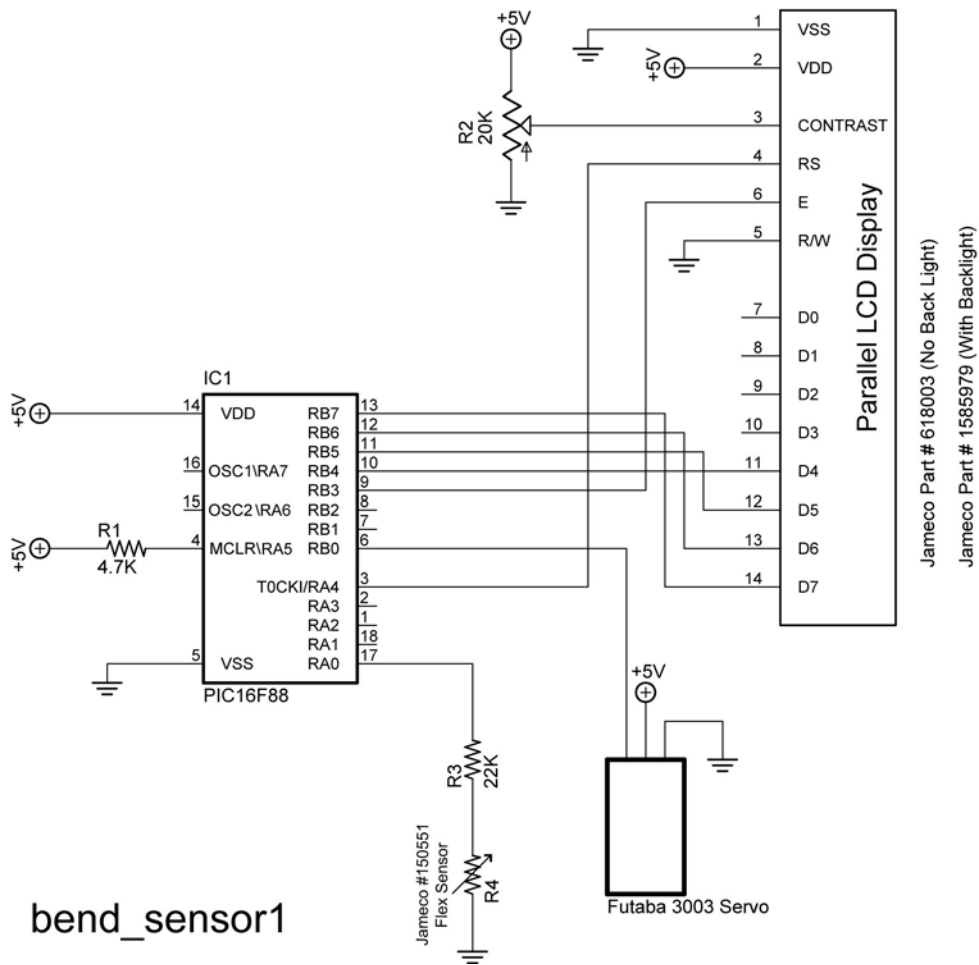 +5V
R2
20K
+5V
1
VSS
2
VDD
3
CONTRAST
4
RS
6
E
5
R/W
7
D0
8
D1
9
D2
10
D3
11
D4
12
D5
13
D6
14
D7
Parallel LCD Display
Jameco Part # 618003 (No Back Light)
Jameco Part # 1585979 (With Backlight)
IC1
+5V
14
VDD
16
OSC1\RA7
15
OSC2\RA6
+5V
R1
4.7K
4
MCLR\RA5
5
VSS
RB7
13
RB6
12
RB5
11
RB4
10
RB3
9
RB2
8
RB1
7
RB0
6
T0CKI/RA4
3
RA3
2
RA2
1
RA1
18
RA0
17
PIC16F88
R3
22K
Jameco #150551
Flex Sensor
R4
+5V
Futaba 3003 Servo
bend_sensor1